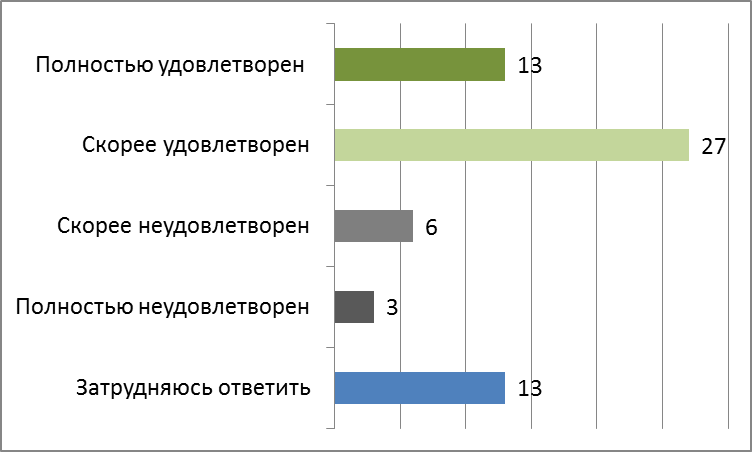 Полностью удовлетворен 13
Скорее удовлетворен 27
Скорее неудовлетворен 6
Полностью неудовлетворен 3
Затрудняюсь ответить 13